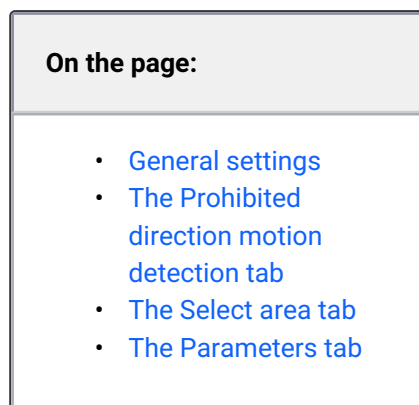 On the page:
• General settings
• The Prohibited
direction motion
detection tab
• The Select area tab
• The Parameters tab